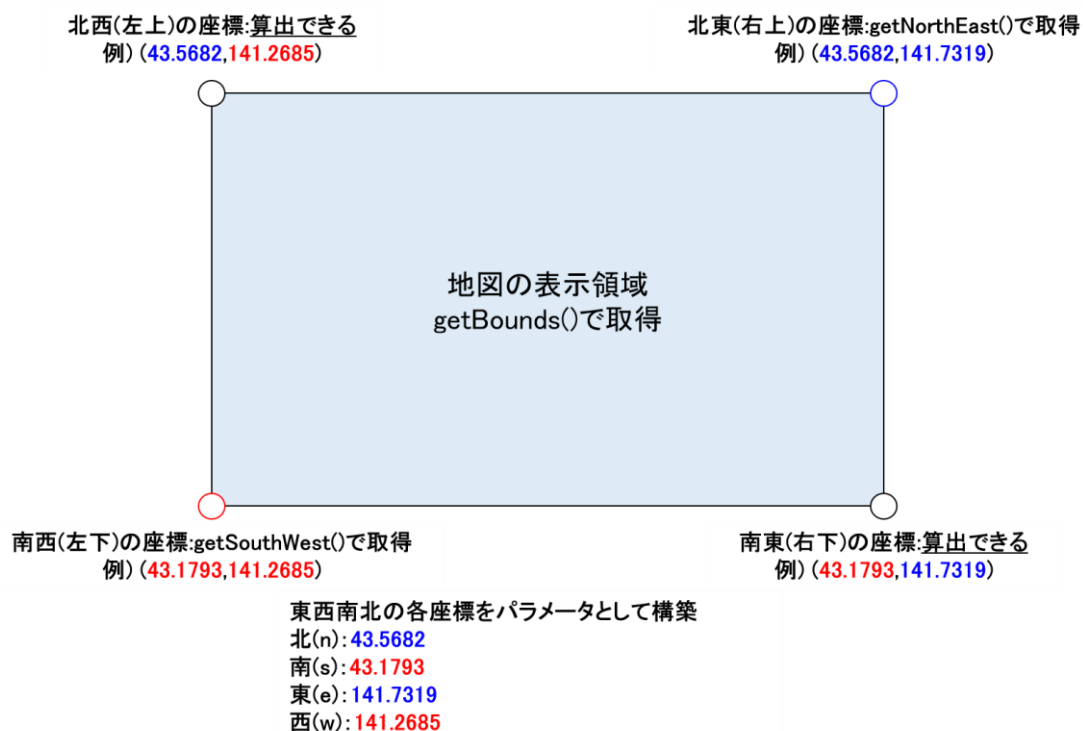 北西(左上)の座標:算出できる
例) (43.5682,141.2685)
北東(右上)の座標:getNorthEast()で取得
例) (43.5682,141.7319)
地図の表示領域
getBounds()で取得
南西(左下)の座標:getSouthWest()で取得
例) (43.1793,141.2685)
南東(右下)の座標:算出できる
例) (43.1793,141.7319)
東西南北の各座標をパラメータとして構築
北(n):43.5682
南(s):43.1793
東(e):141.7319
西(w):141.2685